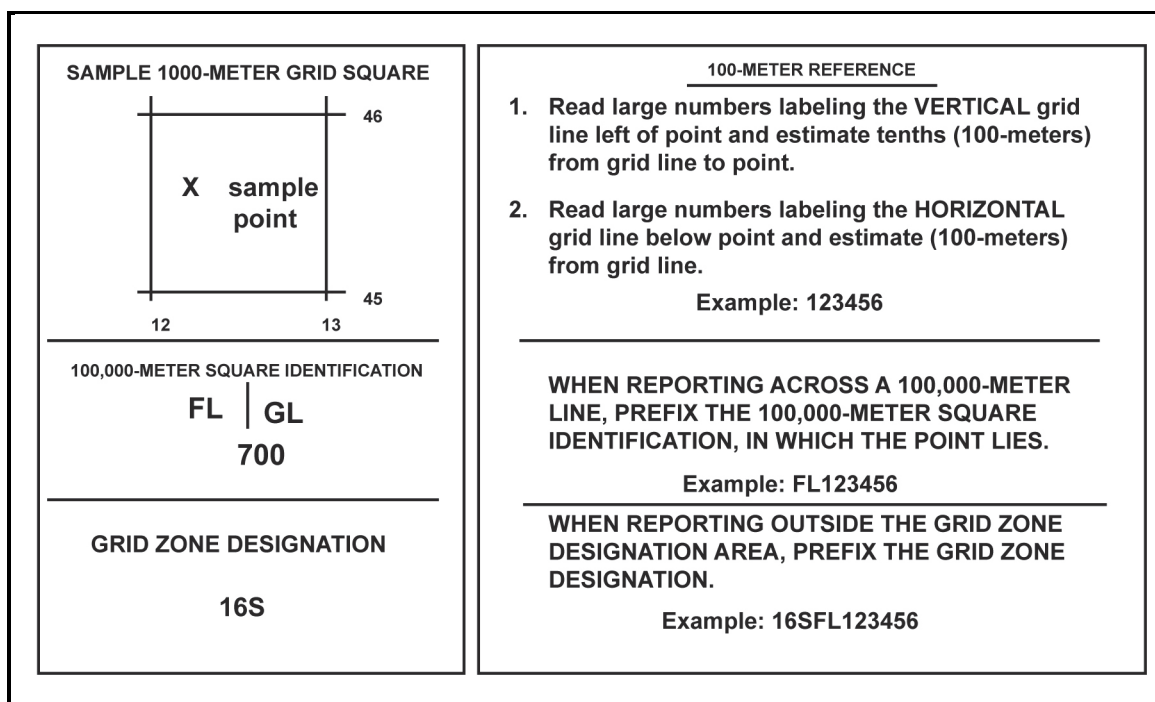 SAMPLE 1000-METER GRID SQUARE
46
X sample
point
45
12 13
100,000-METER SQUARE IDENTIFICATION
FL GL
700
GRID ZONE DESIGNATION
16S
100-METER REFERENCE
1. Read large numbers labeling the VERTICAL grid
line left of point and estimate tenths (100-meters)
from grid line to point.
2. Read large numbers labeling the HORIZONTAL
grid line below point and estimate (100-meters)
from grid line.
Example: 123456
WHEN REPORTING ACROSS A 100,000-METER
LINE, PREFIX THE 100,000-METER SQUARE
IDENTIFICATION, IN WHICH THE POINT LIES.
Example: FL123456
WHEN REPORTING OUTSIDE THE GRID ZONE
DESIGNATION AREA, PREFIX THE GRID ZONE
DESIGNATION.
Example: 16SFL123456